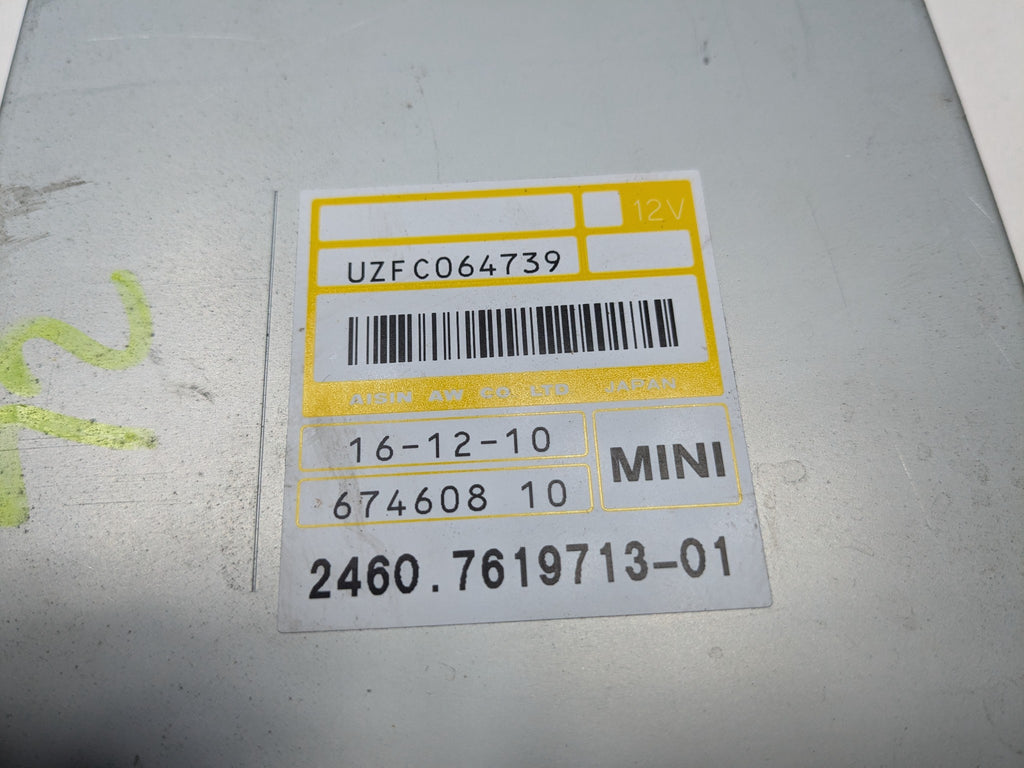 12V
UZFC064739
AISIN AW CO LTD JAPAN
16-12-10
MINI
674608 10
2460.7619713-01